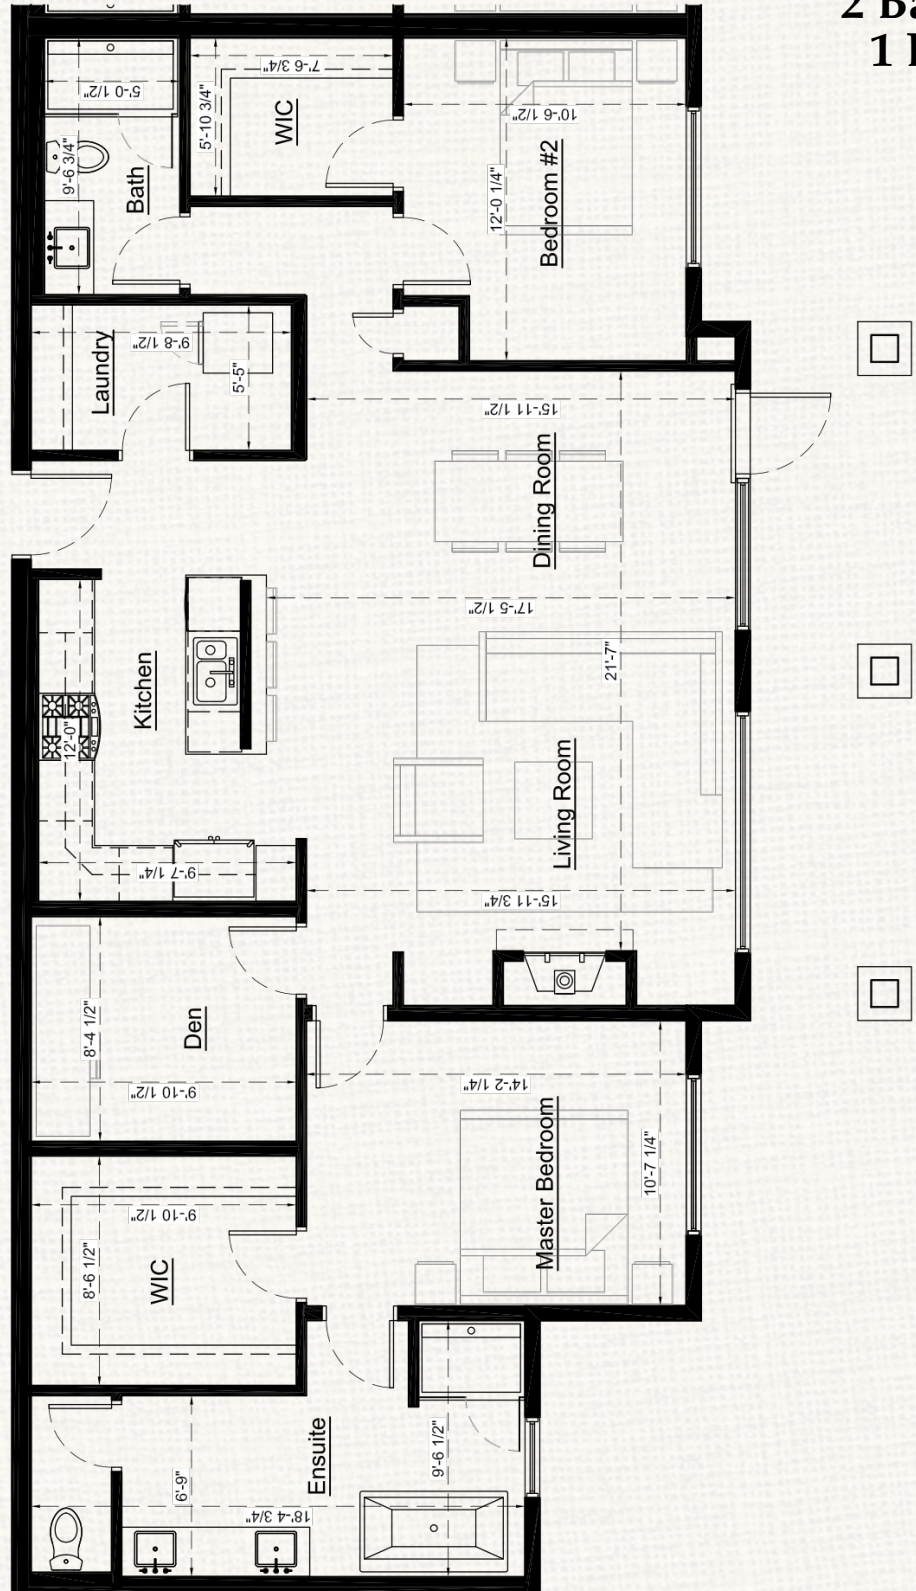 2 Ba
1
5'-0 1/2"
9'-6 3/4"
Bath
7'-6 3/4"
5'-10 3/4"
WIC
10'-6 1/2"
12'-0 1/4"
Bedroom #2
Laundry
9'-8 1/2"
5'-5"
15'-11 1/2"
Dining Room
17'-5 1/2"
21'-7"
Kitchen
12'-0"
9'-7 1/4"
Living Room
15'-11 3/4"
8'-4 1/2"
Den
9'-10 1/2"
14'-2 1/4"
Master Bedroom
10'-7 1/4"
9'-10 1/2"
8'-6 1/2"
WIC
Ensuite
9'-6 1/2"
6'-9"
18'-4 3/4"